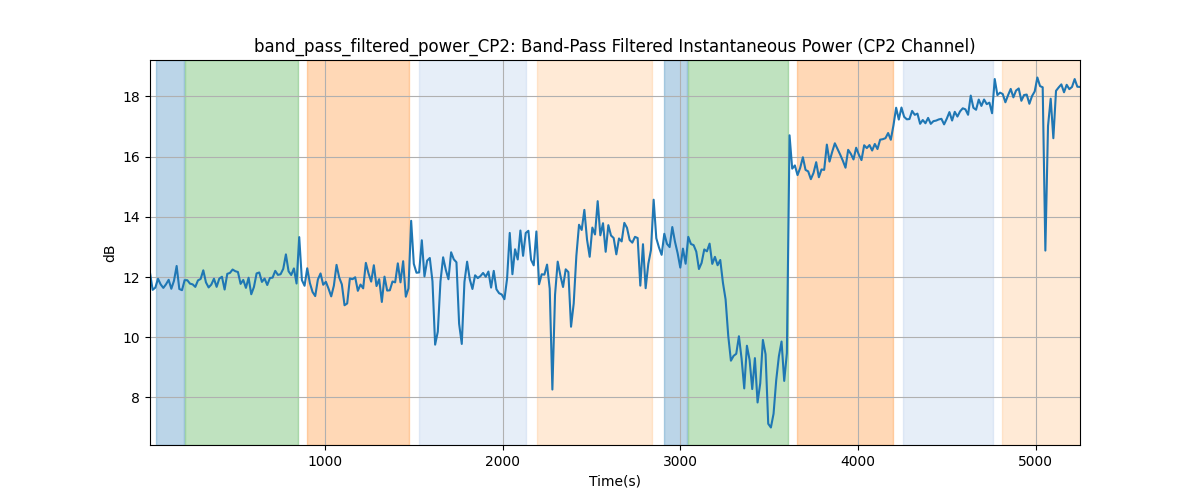 band_pass_filtered_power_CP2: Band-Pass Filtered Instantaneous Power (CP2 Channel)
dB
18
16
14
12
10
8
1000 2000 3000 4000 5000
Time(s)